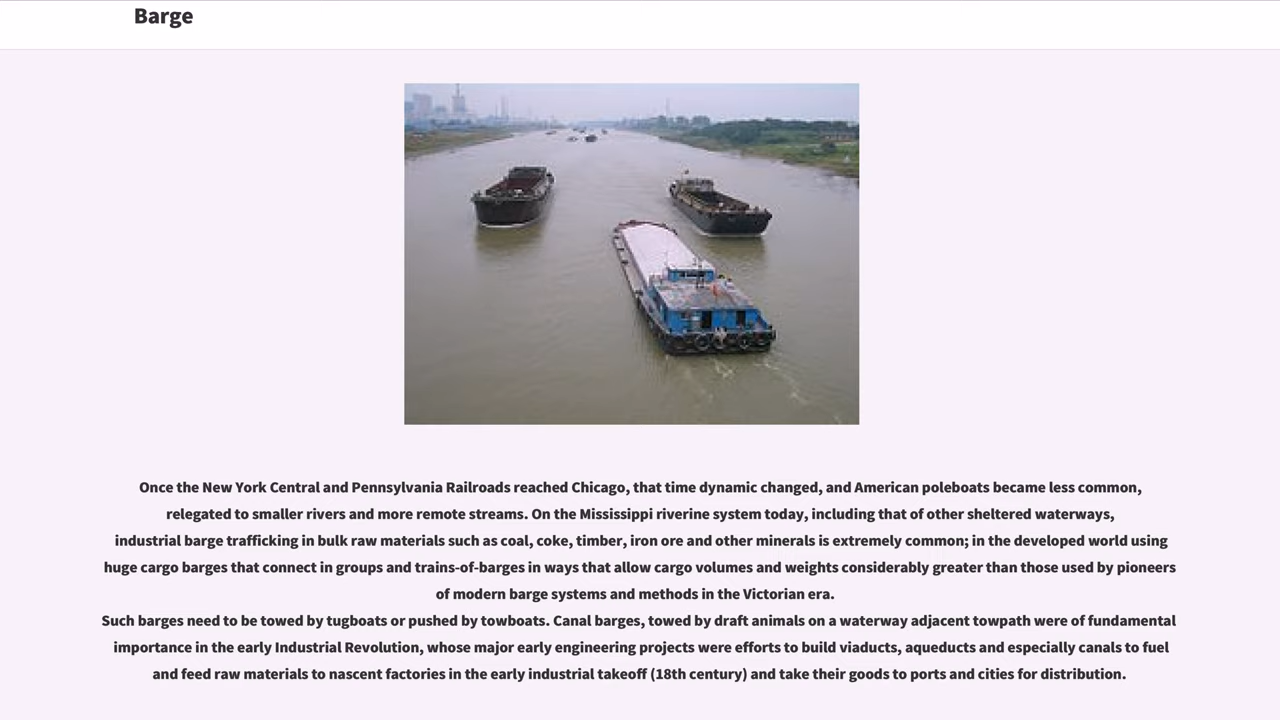 Barge
Once the New York Central and Pennsylvania Railroads reached Chicago, that time dynamic changed, and American poleboats became less common,
relegated to smaller rivers and more remote streams. On the Mississippi riverine system today, including that of other sheltered waterways,
industrial barge trafficking in bulk raw materials such as coal, coke, timber, iron ore and other minerals is extremely common; in the developed world using
huge cargo barges that connect in groups and trains-of-barges in ways that allow cargo volumes and weights considerably greater than those used by pioneers
of modern barge systems and methods in the Victorian era.
Such barges need to be towed by tugboats or pushed by towboats. Canal barges, towed by draft animals on a waterway adjacent towpath were of fundamental
importance in the early Industrial Revolution, whose major early engineering projects were efforts to build viaducts, aqueducts and especially canals to fuel
and feed raw materials to nascent factories in the early industrial takeoff (18th century) and take their goods to ports and cities for distribution.